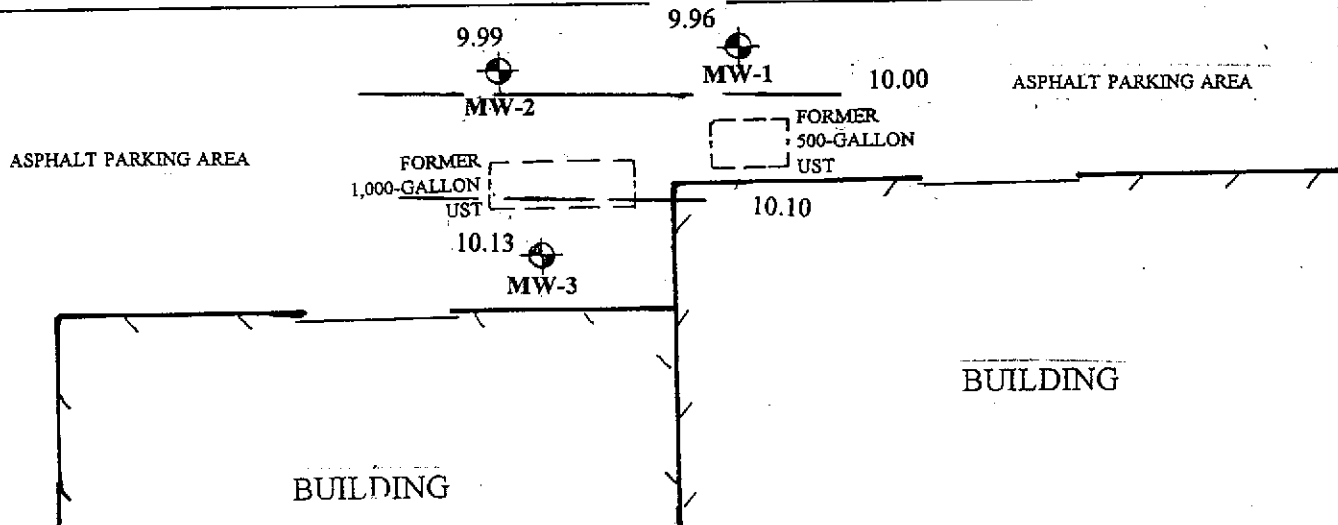 9.96
9.99
MW-1
10.00
ASPHALT PARKING AREA
MW-2
FORMER
500-GALLON
UST
ASPHALT PARKING AREA
FORMER
1,000-GALLON
UST
10.10
10.13
MW-3
BUILDING
BUILDING